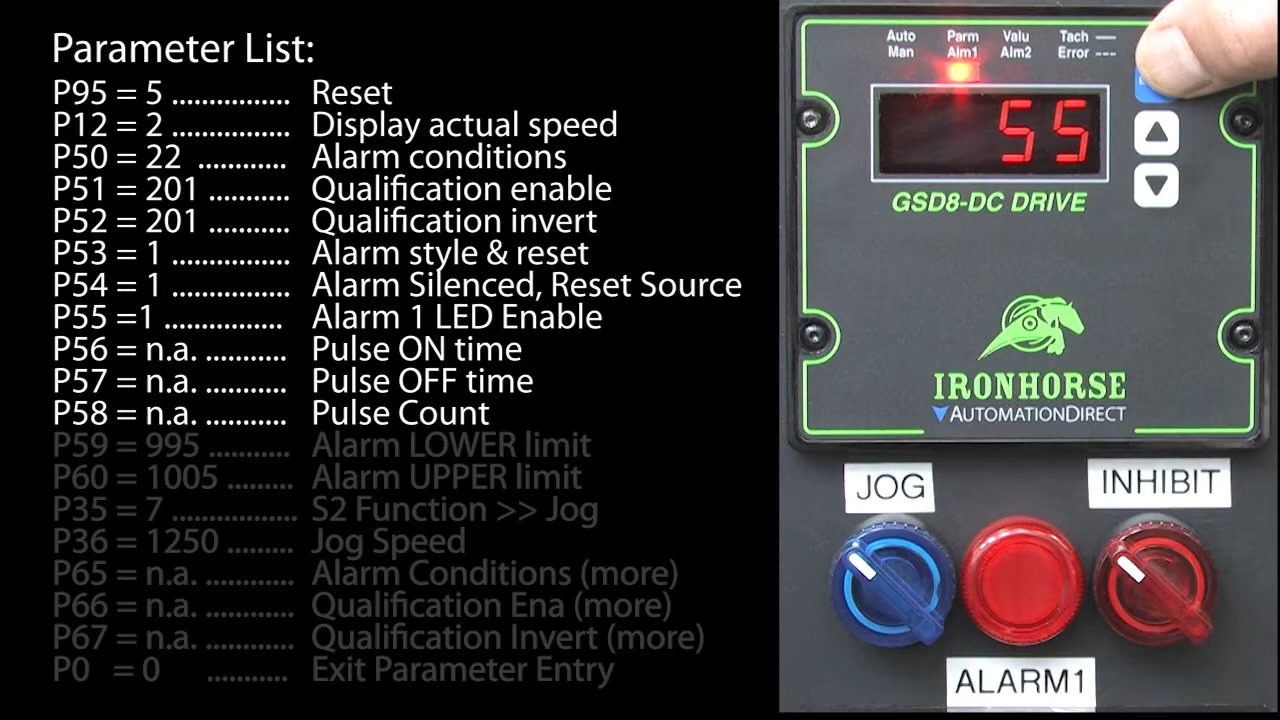 Parameter List:
P95 = 5 ................ Reset
P12 = 2 ................ Display actual speed
P50 = 22 ............ Alarm conditions
P51 = 201 ........... Qualification enable
P52 = 201 ........... Qualification invert
P53 = 1 ................ Alarm style & reset
P54 = 1 ................ Alarm Silenced, Reset Source
P55 =1 ................ Alarm 1 LED Enable
P56 = n.a. ........... Pulse ON time
P57 = n.a. ........... Pulse OFF time
P58 = n.a. ........... Pulse Count
P59 = 995 ........... Alarm LOWER limit
P60 = 1005 ......... Alarm UPPER limit
P35 = 7 ................. S2 Function >> Jog
P36 = 1250 ......... Jog Speed
P65 = n.a. ............ Alarm Conditions (more)
P66 = n.a. ............ Qualification Ena (more)
P67 = n.a. ............ Qualification Invert (more)
P0 = 0 ........... Exit Parameter Entry
Auto Parm Valu Tach —
Man Alm1 Alm2 Error ---
55
GSD8-DC DRIVE
IRONHORSE
AUTOMATIONDIRECT
JOG
INHIBIT
ALARM1